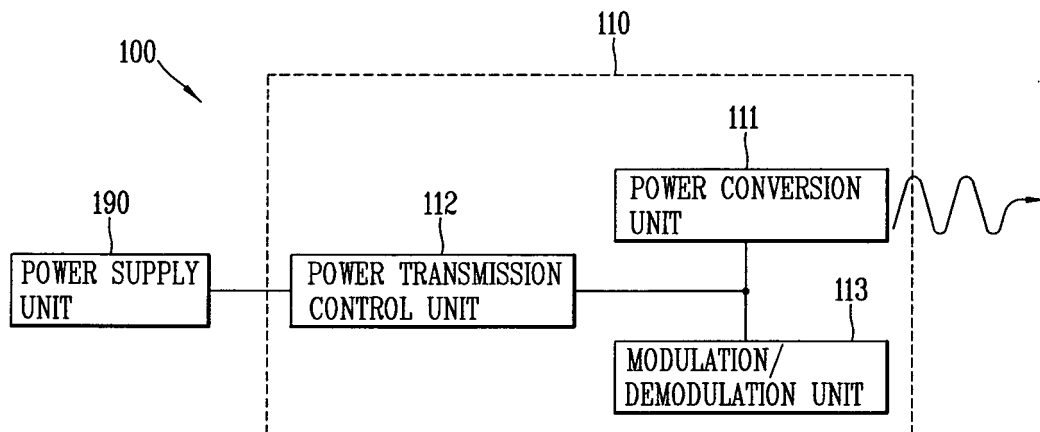 110
100
111
POWER CONVERSION
UNIT
190
112
POWER SUPPLY
UNIT
POWER TRANSMISSION
CONTROL UNIT
113
MODULATION/
DEMODULATION UNIT